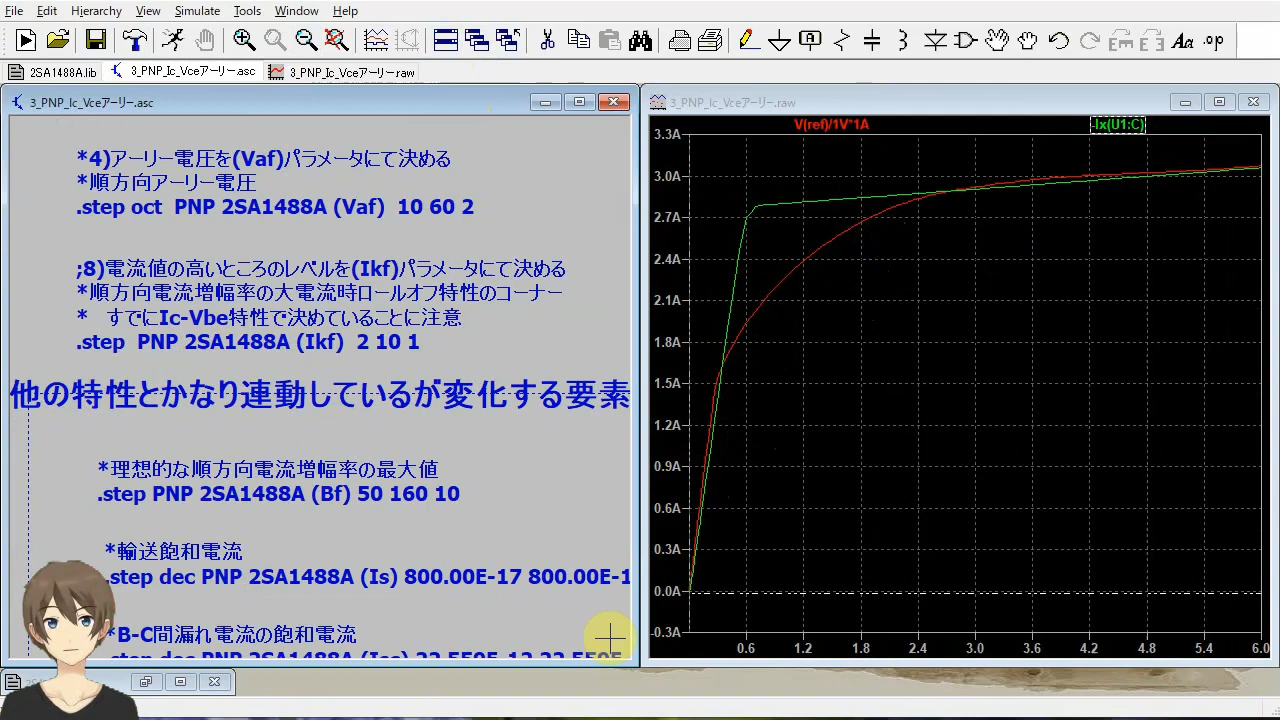 File Edit Hierarchy View Simulate Tools Window Help
.op
2SA1488A.lib 3_PNP_Ic_Vceアーリー.asc 3_PNP_Ic_Vceアーリー.raw
3_PNP_Ic_Vceアーリー.asc
*4)アーリー電圧を(Vaf)パラメータにて決める
*順方向アーリー電圧
.step oct PNP 2SA1488A (Vaf) 10 60 2
;8)電流値の高いところのレベルを(Ikf)パラメータにて決める
*順方向電流増幅率の大電流時ロールオフ特性のコーナー
* すでにIc-Vbe特性で決めていることに注意
.step PNP 2SA1488A (Ikf) 2 10 1
他の特性とかなり連動しているが変化する要素
*理想的な順方向電流増幅率の最大値
.step PNP 2SA1488A (Bf) 50 160 10
*輸送飽和電流
.step dec PNP 2SA1488A (Is) 800.00E-17 800.00E-1
*B-C間漏れ電流の飽和電流
3_PNP_Ic_Vceアーリー.raw
V(ref)/1V*1A -Ix(U1:C)
3.3A
3.0A
2.7A
2.4A
2.1A
1.8A
1.5A
1.2A
0.9A
0.6A
0.3A
0.0A
-0.3A
0.6 1.2 1.8 2.4 3.0 3.6 4.2 4.8 5.4 6.0